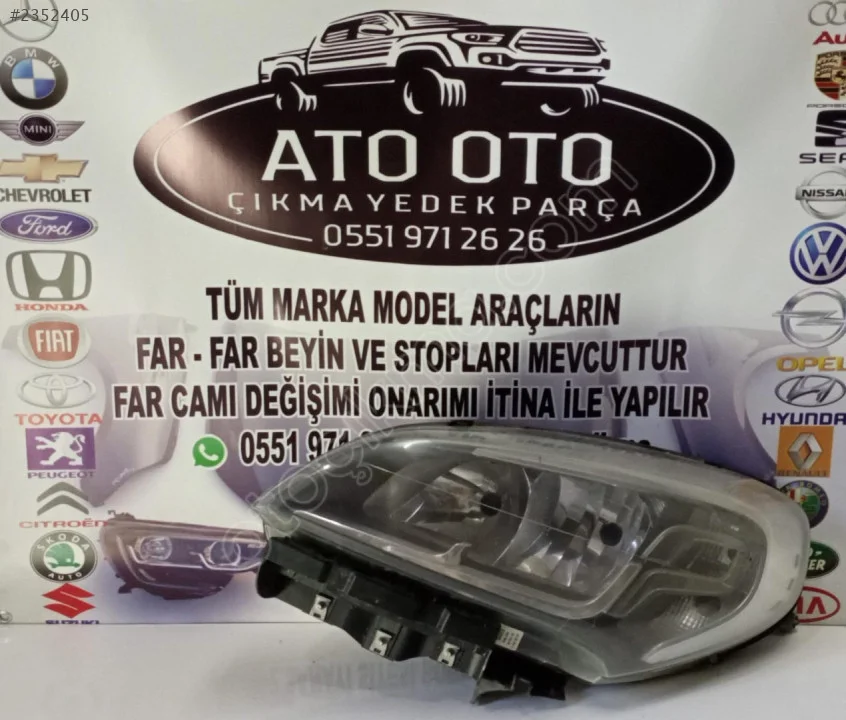 #2352405
BMW
MINI
CHEVROLET
Ford
HONDA
FIAT
TOYOTA
PEUGEOT
CITROËN
SKODA
AUTO
SUZUKI
ATO OTO
ÇIKMA YEDEK PARÇA
0551 971 26 26
TÜM MARKA MODEL ARAÇLARIN
FAR - FAR BEYİN VE STOPLARI MEVCUTTUR
FAR CAMI DEĞİŞİMİ ONARIMI İTİNA İLE YAPILIR
0551 971
NISSAN
OPEL
HYUNDAI
RENAULT
KIA